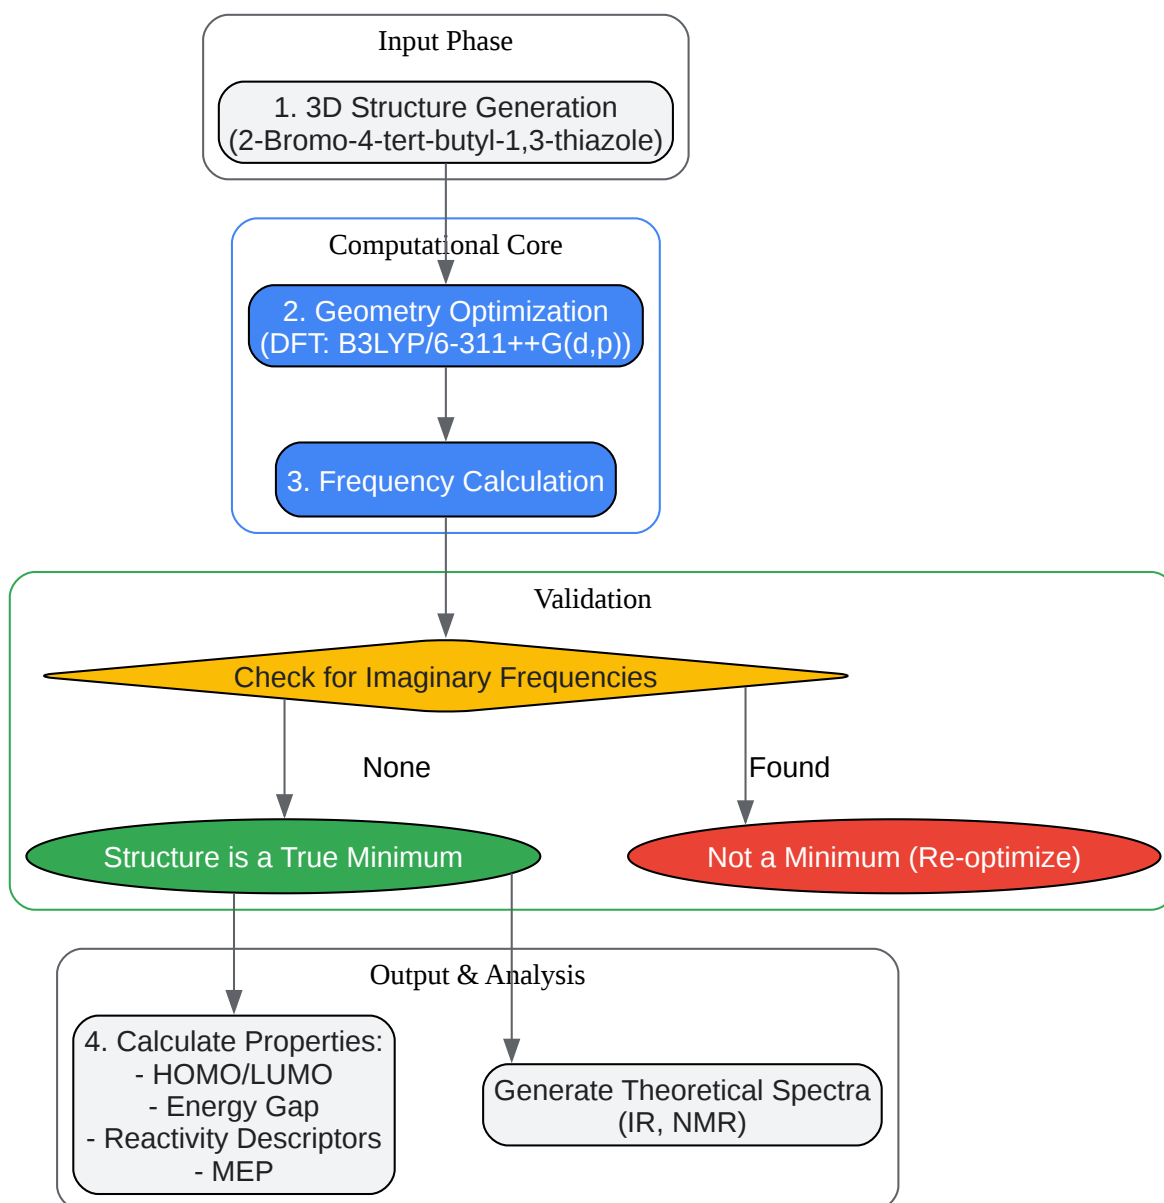 Input Phase
1. 3D Structure Generation
(2-Bromo-4-tert-butyl-1,3-thiazole)
Computational Core
2. Geometry Optimization
(DFT: B3LYP/6-311++G(d,p))
3. Frequency Calculation
Validation
Check for Imaginary Frequencies
None
Found
Structure is a True Minimum
Not a Minimum (Re-optimize)
Output & Analysis
4. Calculate Properties:
- HOMO/LUMO
- Energy Gap
- Reactivity Descriptors
- MEP
Generate Theoretical Spectra
(IR, NMR)